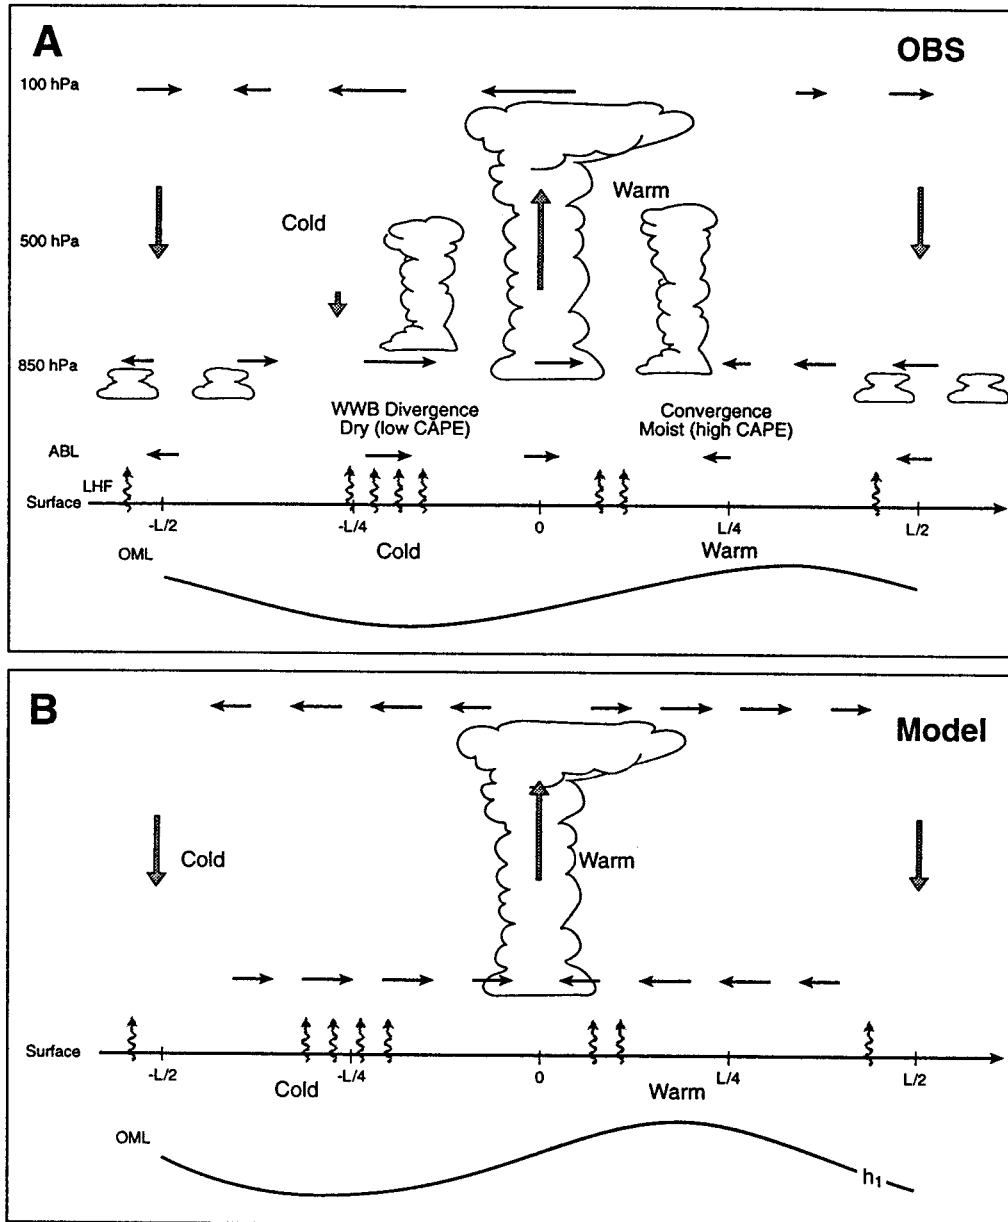 A
OBS
100 hPa
Warm
Cold
500 hPa
850 hPa
WWB Divergence
Dry (low CAPE)
Convergence
Moist (high CAPE)
ABL
LHF
Surface
-L/2
-L/4
0
L/4
L/2
OML
Cold
Warm
B
Model
Cold
Warm
Surface
-L/2
-L/4
0
L/4
L/2
Cold
Warm
OML
h1